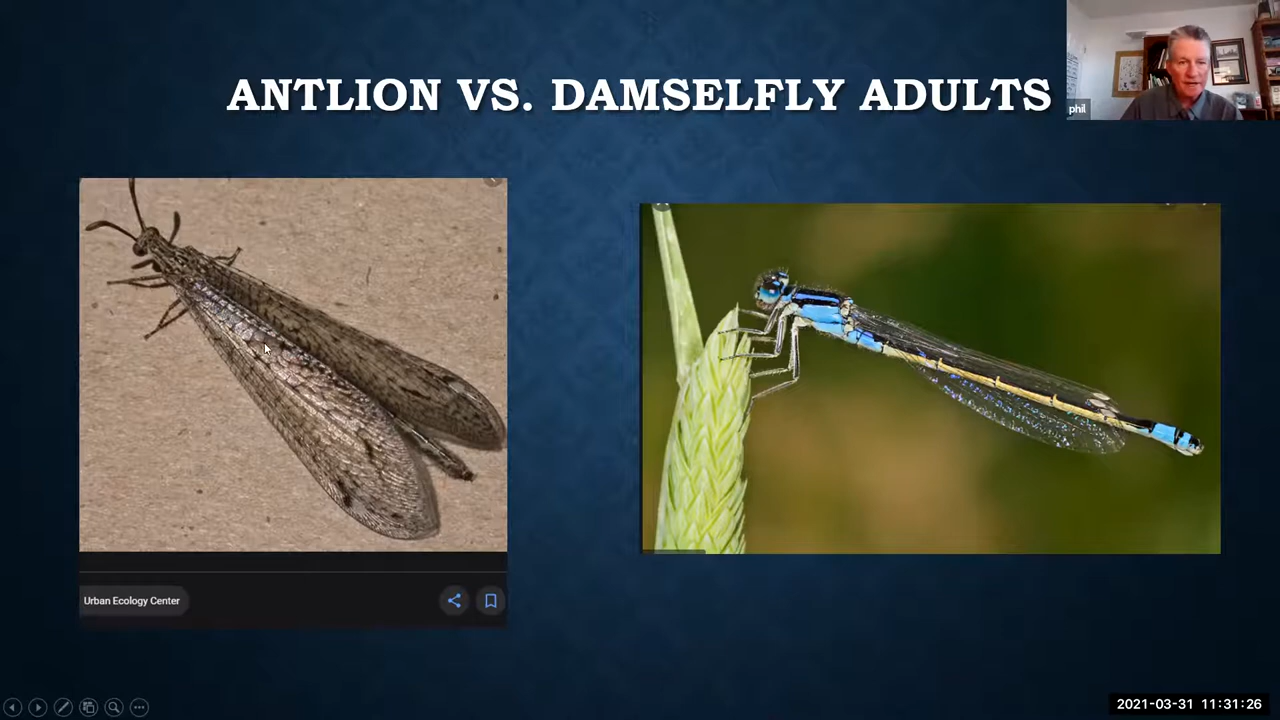 ANTLION VS. DAMSELFLY ADULTS
phil
Urban Ecology Center
2021-03-31 11:31:26